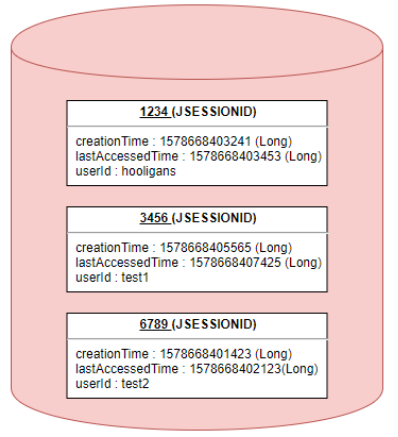 1234 (JSESSIONID)
creationTime : 1578668403241 (Long)
lastAccessedTime : 1578668403453 (Long)
userId : hooligans
3456 (JSESSIONID)
creationTime : 1578668405565 (Long)
lastAccessedTime : 1578668407425 (Long)
userId : test1
6789 (JSESSIONID)
creationTime : 1578668401423 (Long)
lastAccessedTime : 1578668402123(Long)
userId : test2